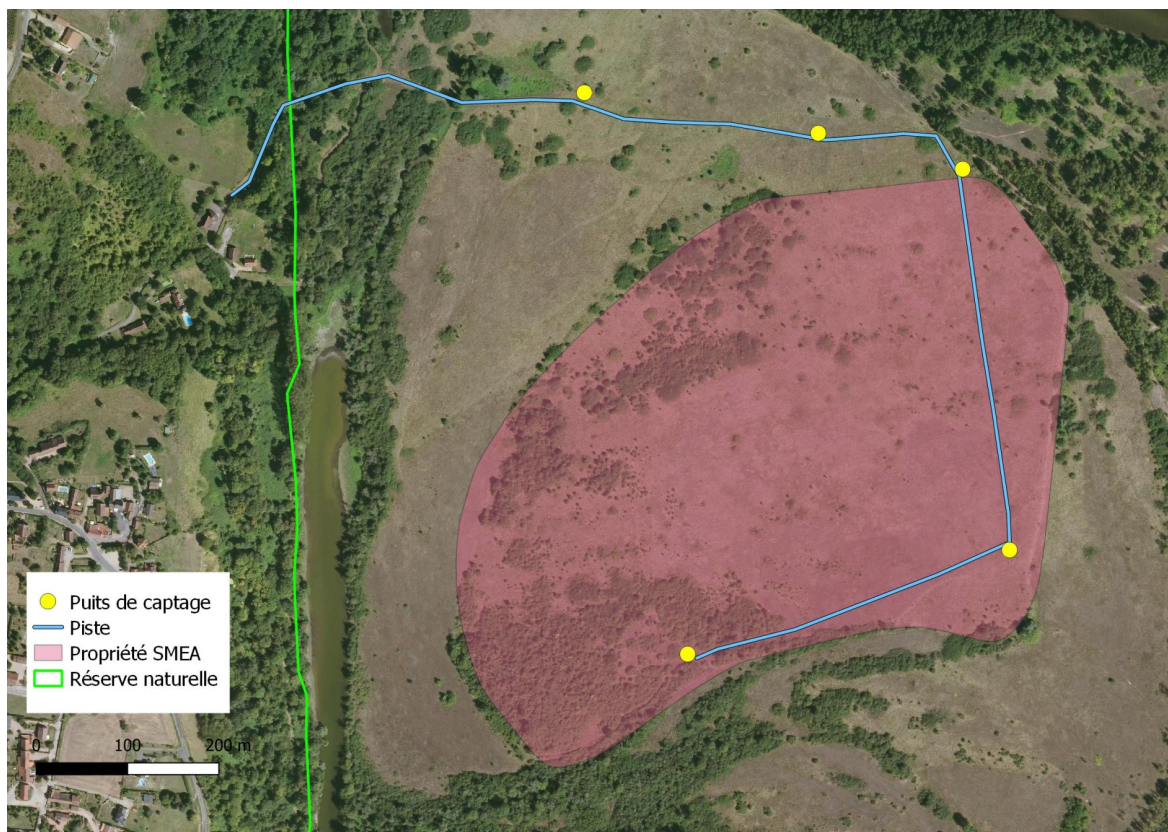 Puits de captage
Piste
Propriété SMEA
Réserve naturelle
0 100 200 m